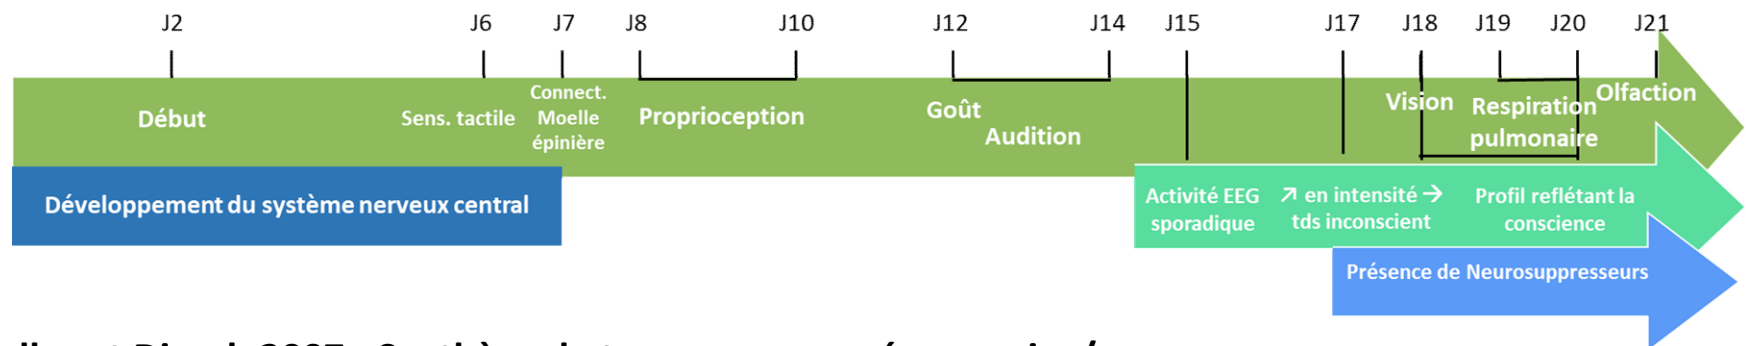 J2 J6 J7 J8 J10 J12 J14 J15 J17 J18 J19 J20 J21
Début
Sens. tactile
Connect.
Moelle
épinière
Proprioception
Goût
Audition
Vision
Respiration
pulmonaire
Olfaction
Développement du système nerveux central
Activité EEG
sporadique
↗ en intensité →
tds inconscient
Profil reflétant la
conscience
Présence de Neurosuppresseurs